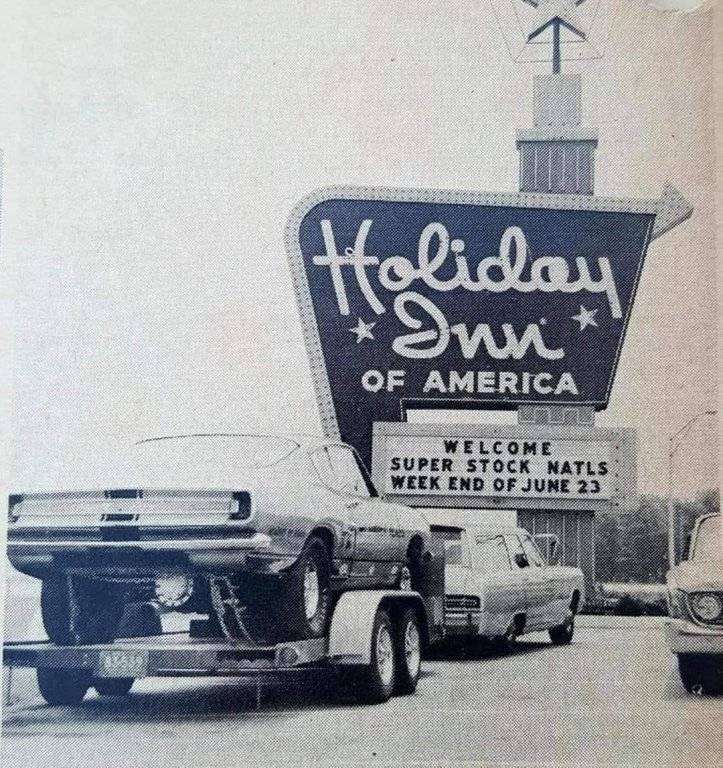 Holiday
Inn
OF AMERICA
WELCOME
SUPER STOCK NATLS
WEEK END OF JUNE 23